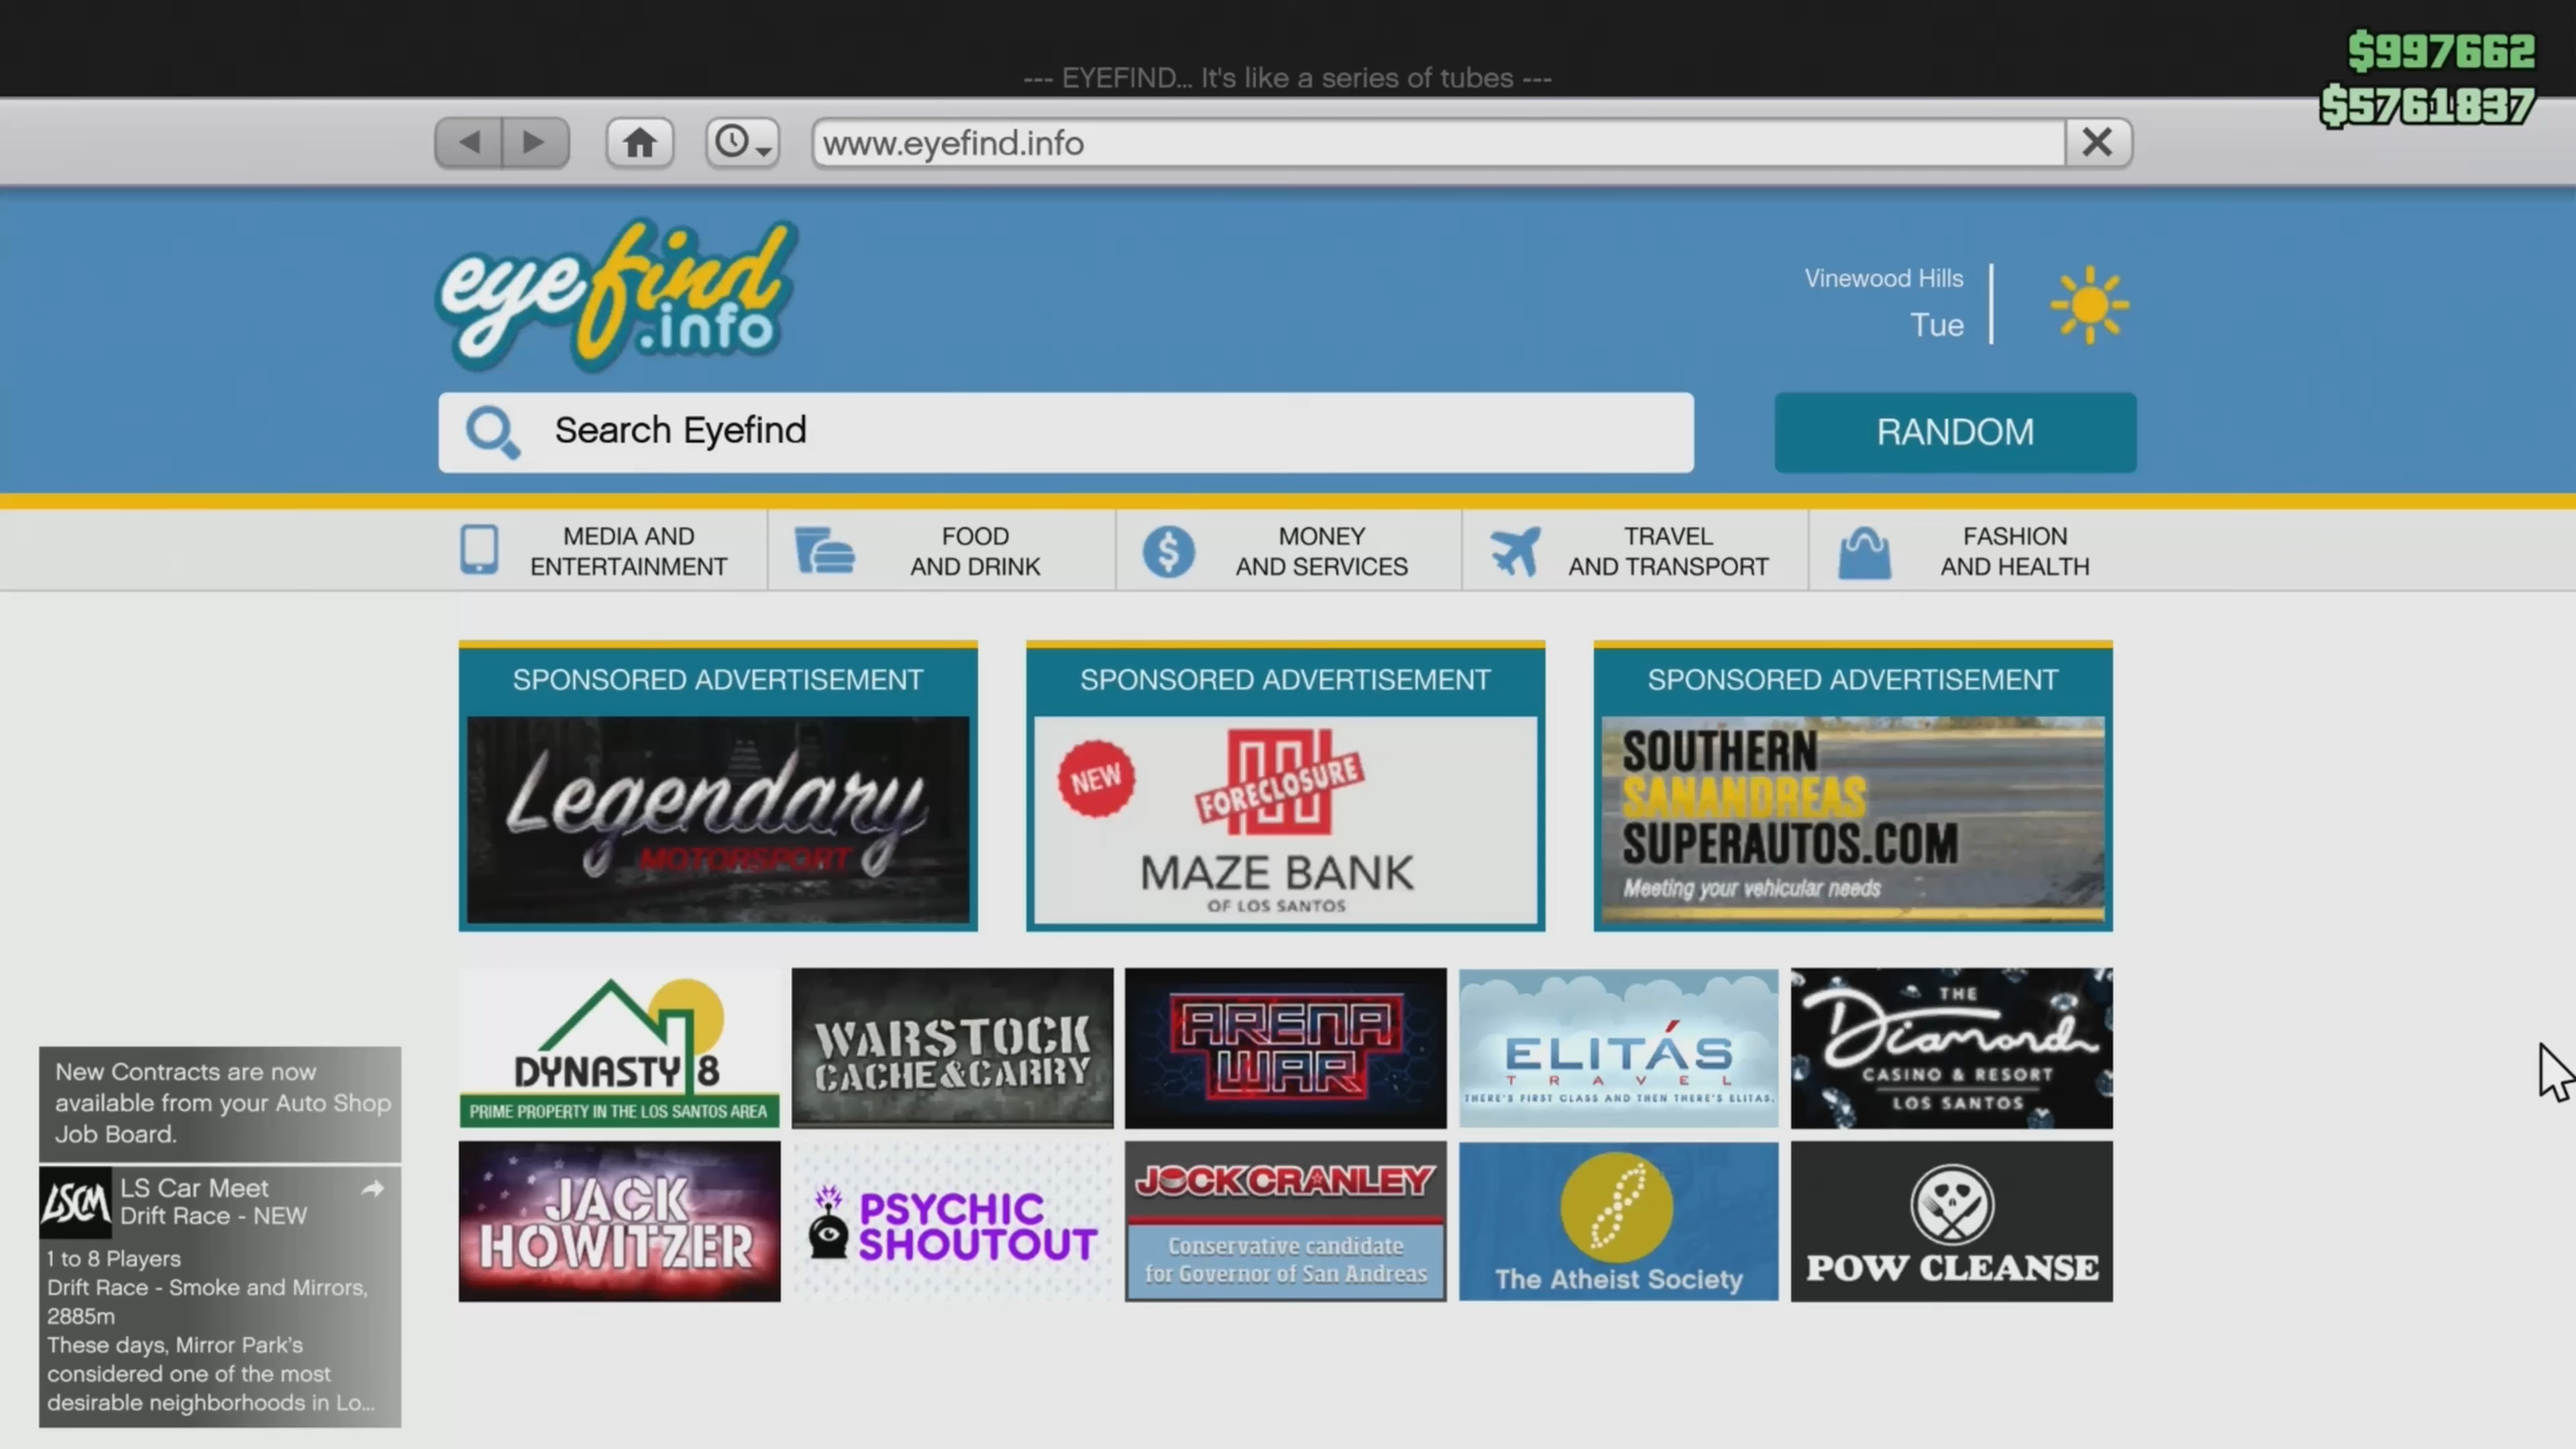 $997662
--- EYEFIND... It's like a series of tubes ---
$5761837
www.eyefind.info
eyefind
.info
Vinewood Hills
Tue
Search Eyefind
RANDOM
MEDIA AND
ENTERTAINMENT
FOOD
AND DRINK
MONEY
AND SERVICES
TRAVEL
AND TRANSPORT
FASHION
AND HEALTH
SPONSORED ADVERTISEMENT
Legendary
MOTORSPORT
SPONSORED ADVERTISEMENT
NEW
FORECLOSURE
MAZE BANK
OF LOS SANTOS
SPONSORED ADVERTISEMENT
SOUTHERN
SANANDREAS
SUPERAUTOS.COM
Meeting your vehicular needs
DYNASTY 8
PRIME PROPERTY IN THE LOS SANTOS AREA
WARSTOCK
CACHE&CARRY
ARENA
WAR
ELITÁS
TRAVEL
THERE'S FIRST CLASS AND THEN THERE'S ELITAS.
THE
Diamond
CASINO & RESORT
LOS SANTOS
JACK
HOWITZER
PSYCHIC
SHOUTOUT
JOCK CRANLEY
Conservative candidate
for Governor of San Andreas
The Atheist Society
POW CLEANSE
New Contracts are now
available from your Auto Shop
Job Board.
LSCM
LS Car Meet
Drift Race - NEW
1 to 8 Players
Drift Race - Smoke and Mirrors,
2885m
These days, Mirror Park's
considered one of the most
desirable neighborhoods in Lo...